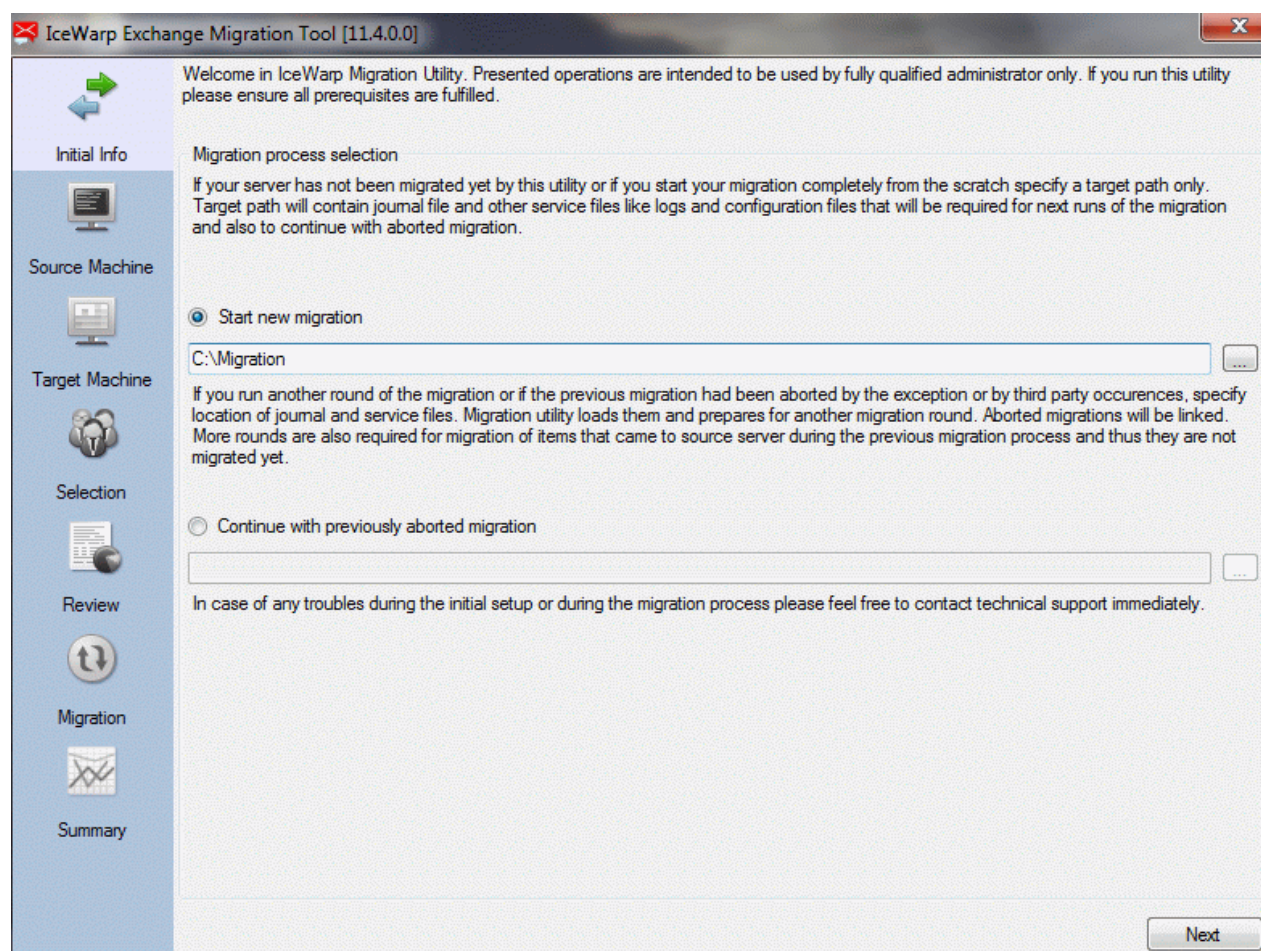 IceWarp Exchange Migration Tool [11.4.0.0]
X
Initial Info
Source Machine
Target Machine
Selection
Review
Migration
Summary
Welcome in IceWarp Migration Utility. Presented operations are intended to be used by fully qualified administrator only. If you run this utility
please ensure all prerequisites are fulfilled.
Migration process selection
If your server has not been migrated yet by this utility or if you start your migration completely from the scratch specify a target path only.
Target path will contain journal file and other service files like logs and configuration files that will be required for next runs of the migration
and also to continue with aborted migration.
Start new migration
C:\Migration
...
If you run another round of the migration or if the previous migration had been aborted by the exception or by third party occurences, specify
location of journal and service files. Migration utility loads them and prepares for another migration round. Aborted migrations will be linked.
More rounds are also required for migration of items that came to source server during the previous migration process and thus they are not
migrated yet.
Continue with previously aborted migration
...
In case of any troubles during the initial setup or during the migration process please feel free to contact technical support immediately.
Next